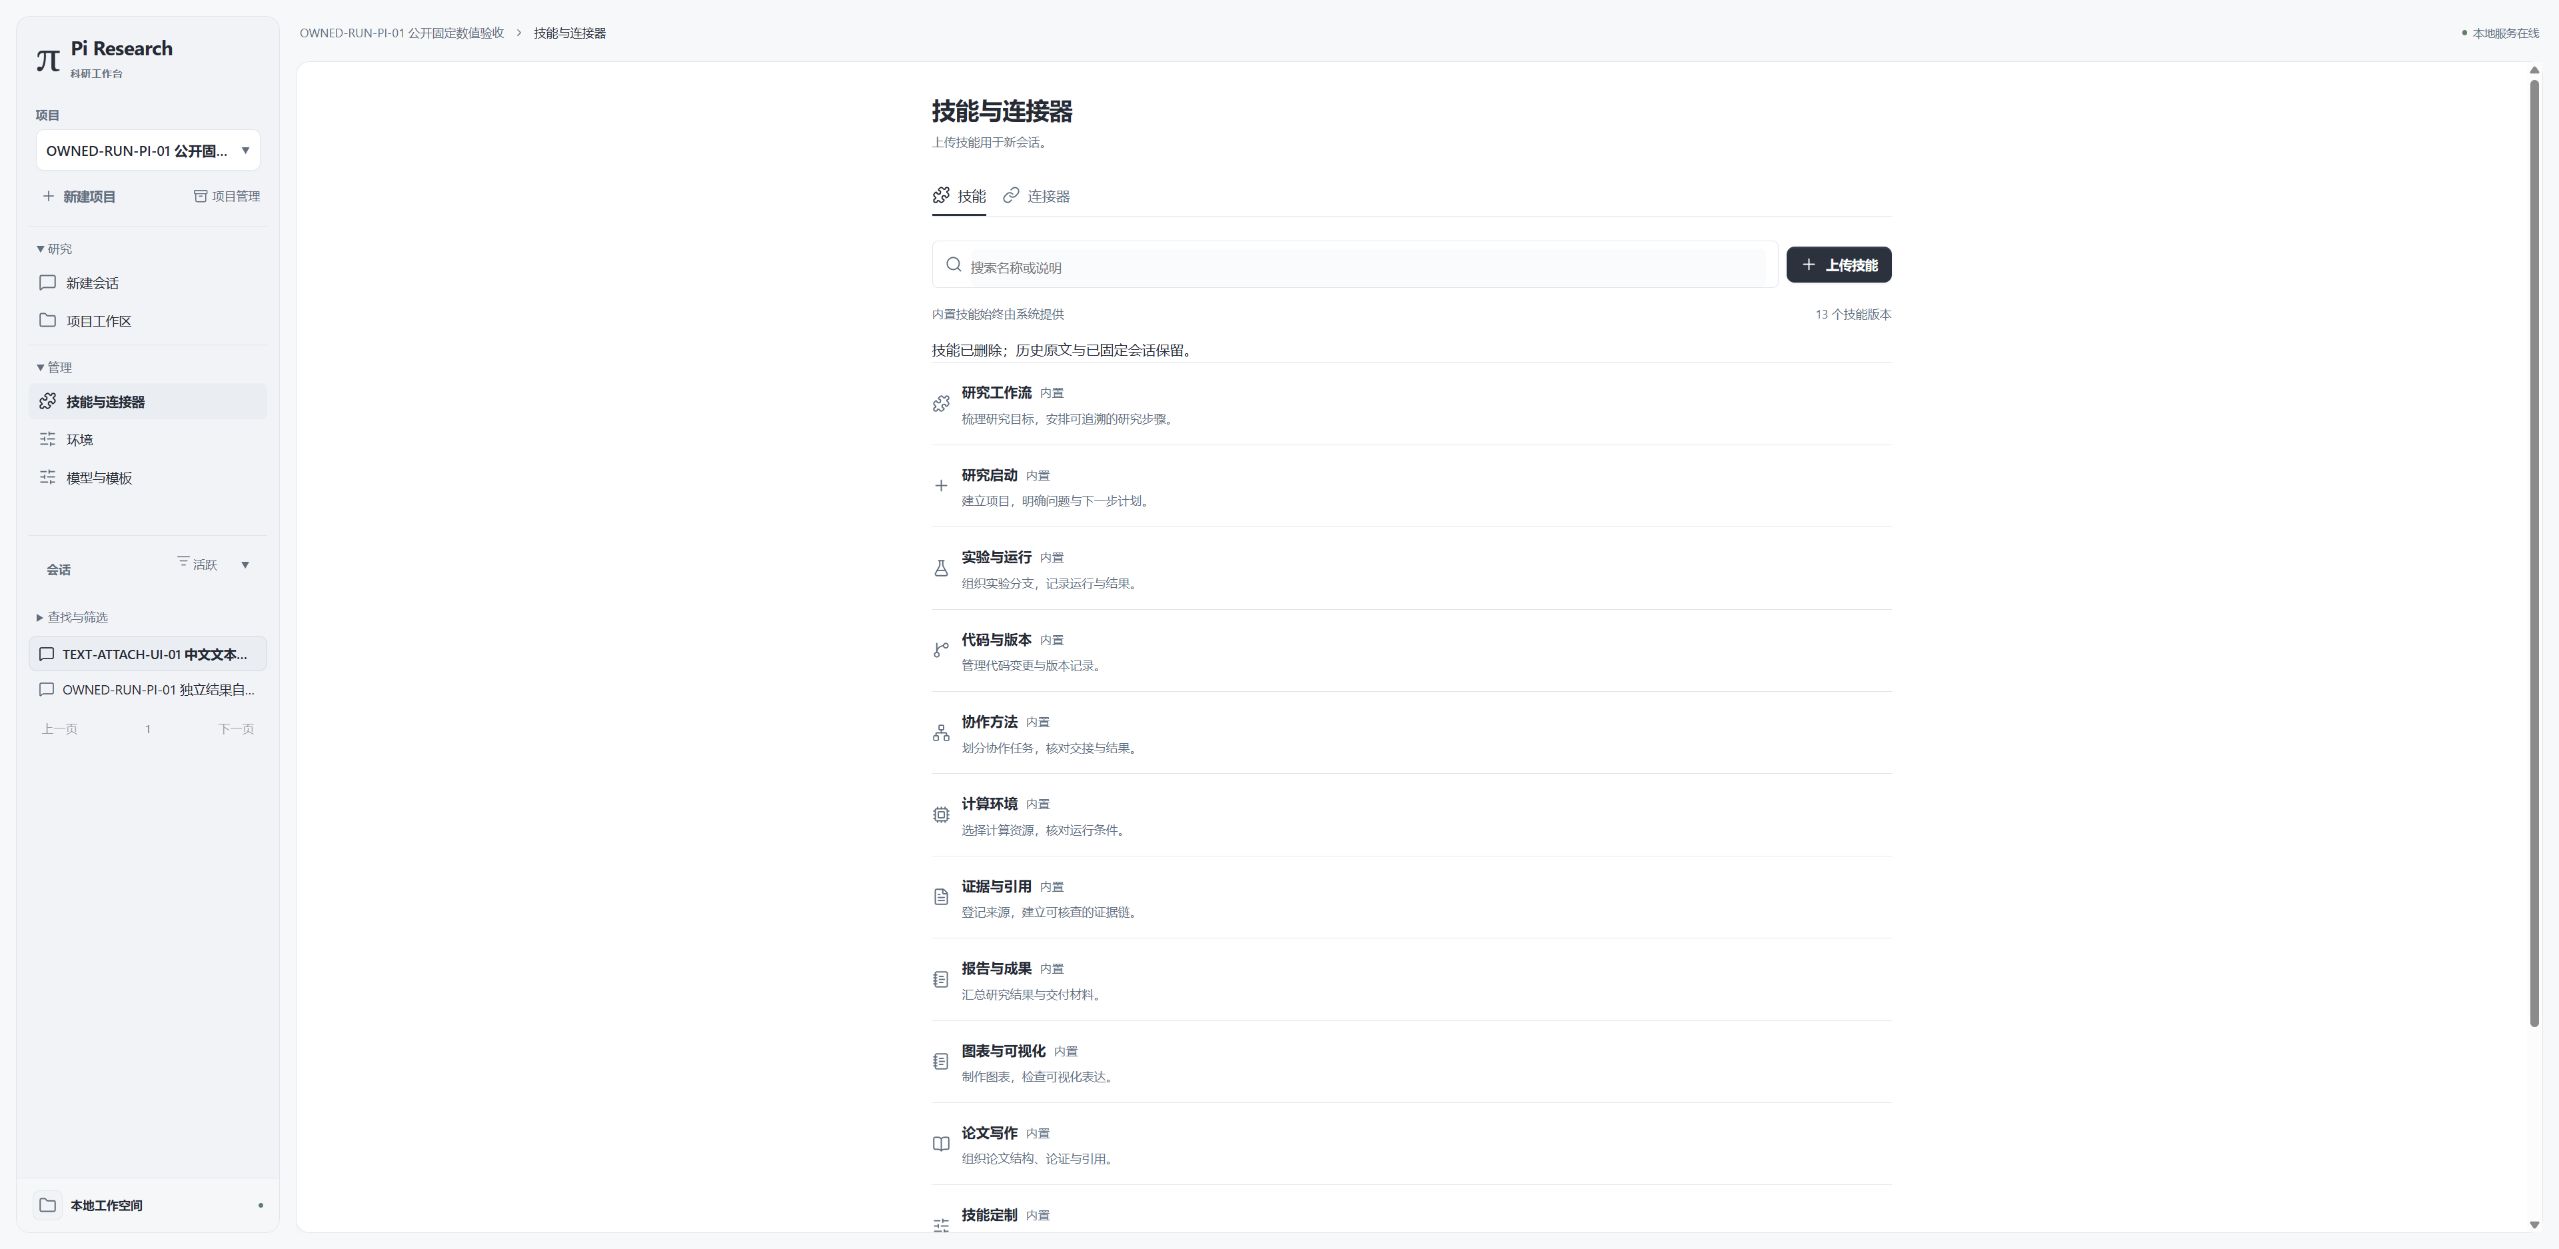 Pi Research
科研工作台
项目
OWNED-RUN-PI-01 公开固...
新建项目
项目管理
研究
新建会话
项目工作区
管理
技能与连接器
环境
模型与模板
会话
活跃
查找与筛选
TEXT-ATTACH-UI-01 中文文本...
OWNED-RUN-PI-01 独立结果自...
上一页 1 下一页
本地工作空间
OWNED-RUN-PI-01 公开固定数值验收 › 技能与连接器
本地服务在线
技能与连接器
上传技能用于新会话。
技能 连接器
搜索名称或说明
上传技能
内置技能始终由系统提供
13 个技能版本
技能已删除；历史原文与已固定会话保留。
研究工作流 内置
梳理研究目标，安排可追溯的研究步骤。
研究启动 内置
建立项目，明确问题与下一步计划。
实验与运行 内置
组织实验分支，记录运行与结果。
代码与版本 内置
管理代码变更与版本记录。
协作方法 内置
划分协作任务，核对交接与结果。
计算环境 内置
选择计算资源，核对运行条件。
证据与引用 内置
登记来源，建立可核查的证据链。
报告与成果 内置
汇总研究结果与交付材料。
图表与可视化 内置
制作图表，检查可视化表达。
论文写作 内置
组织论文结构、论证与引用。
技能定制 内置